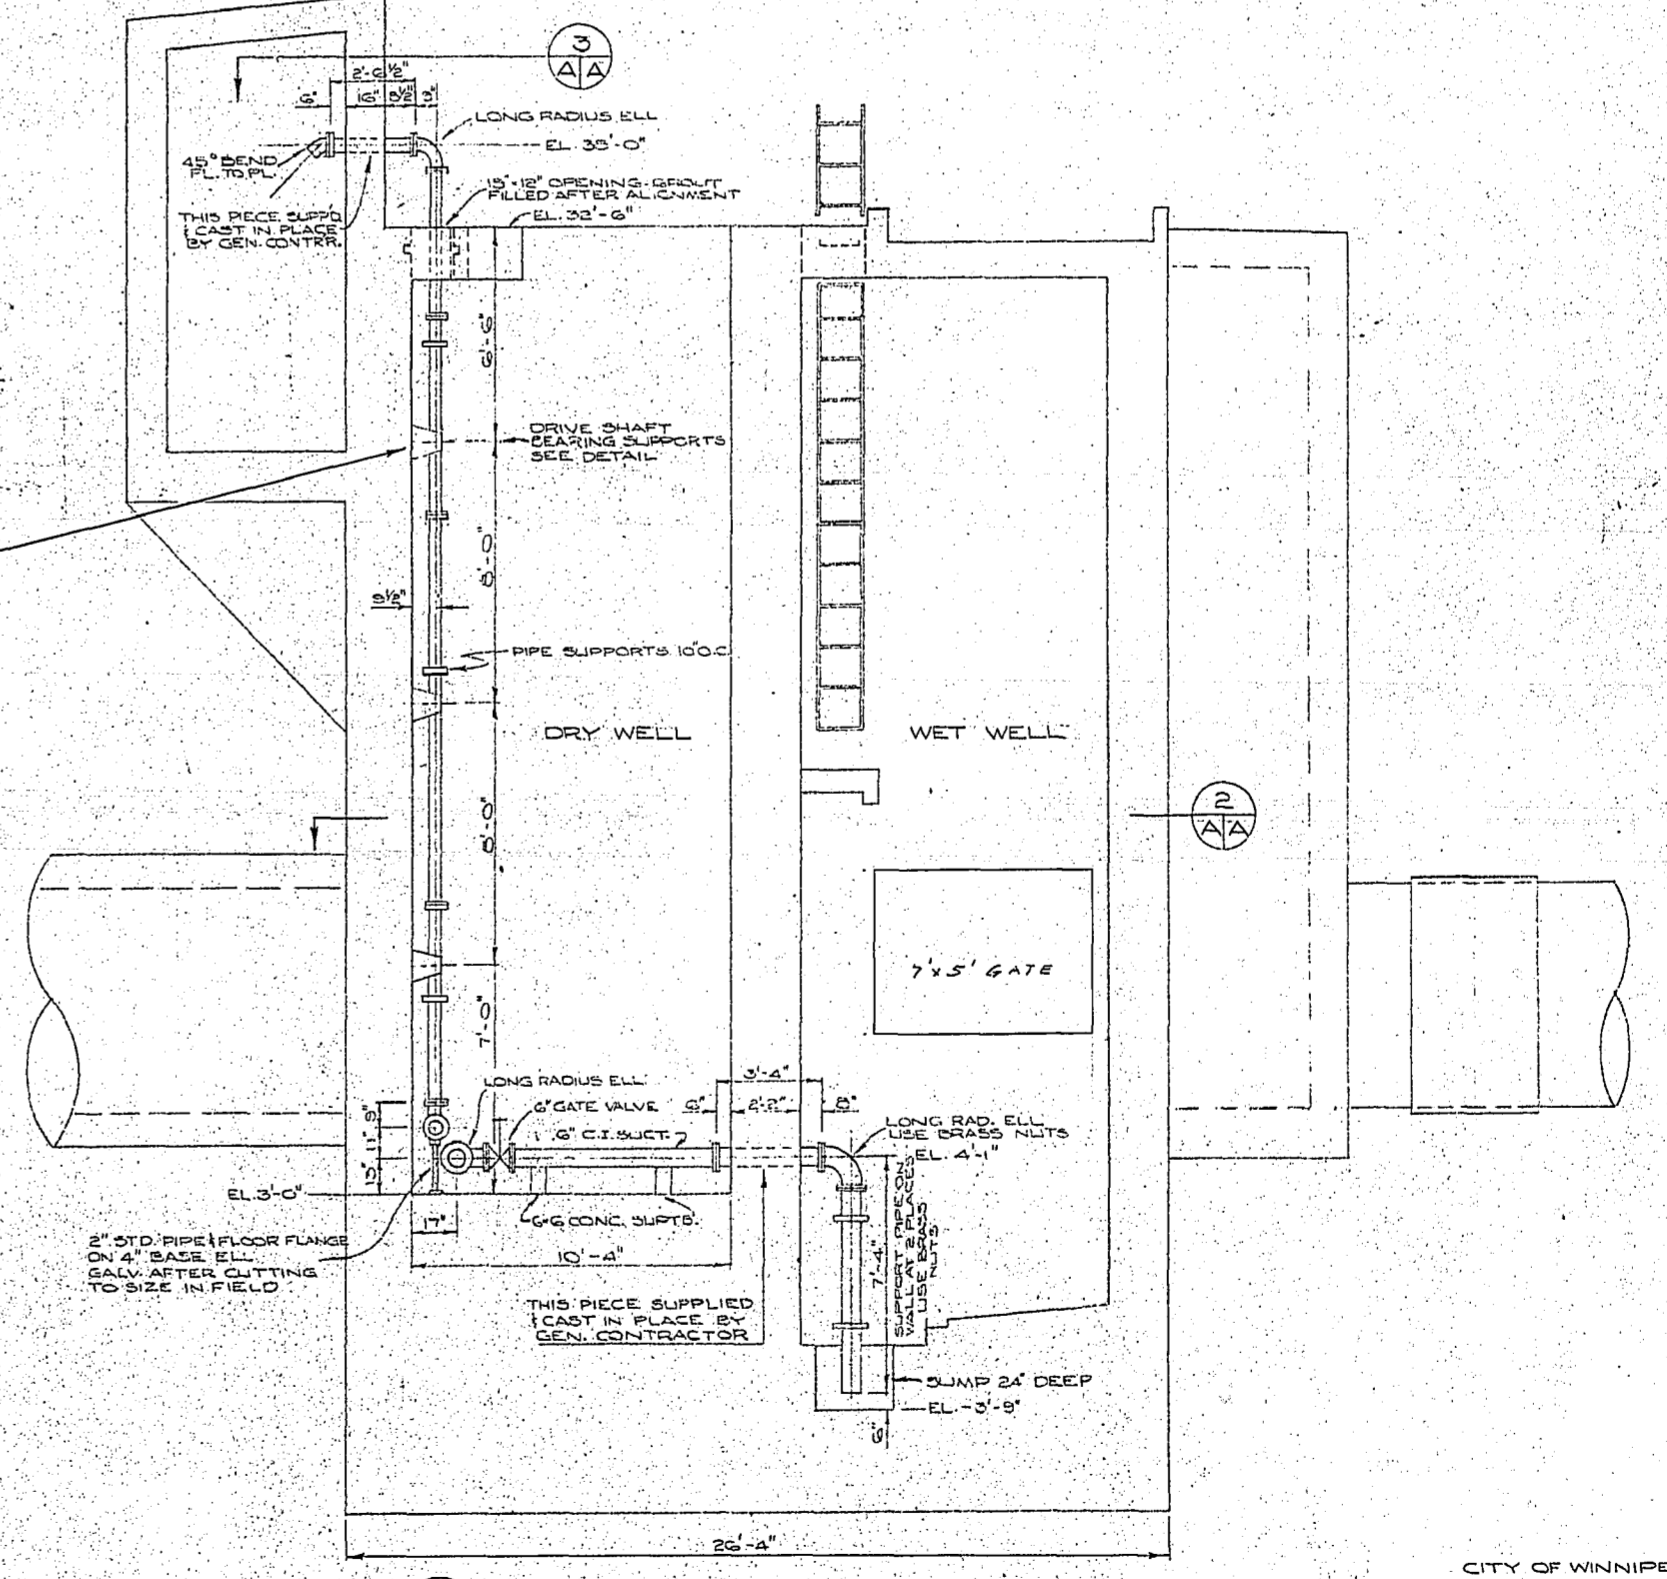 3
A A
2'-6½"
6" 16" 8½" 9"
LONG RADIUS ELL
EL. 35'-0"
45° BEND
FL. TO PL.
15"-12" OPENING-GROUT
FILLED AFTER ALIGNMENT
EL. 32'-6"
THIS PIECE SUPP'D
& CAST IN PLACE
BY GEN. CONTRR.
6'-6"
DRIVE SHAFT
BEARING SUPPORTS
SEE DETAIL
8'-0"
9½"
PIPE SUPPORTS 10'O.C.
DRY WELL
WET WELL
2
A A
8'-0"
7'x5' GATE
7'-0"
LONG RADIUS ELL.
3'-4"
6" GATE VALVE
6" 2'-2" 8"
9"
11"
13"
6" C.I. SUCT.
LONG RAD. ELL
USE BRASS NUTS
EL. 4'-1"
EL. 3'-0"
17"
6-6 CONC. SUPTS.
10'-4"
2" STD. PIPE & FLOOR FLANGE
ON 4" BASE ELL.
GALV. AFTER CUTTING
TO SIZE IN FIELD
7'-4"
SUPPORT PIPE ON
WALL AT 2 PLACES
USE BRASS
NUTS
THIS PIECE SUPPLIED
& CAST IN PLACE BY
GEN. CONTRACTOR
SUMP 24" DEEP
EL. -3'-9"
6"
26'-4"
CITY OF WINNIPE